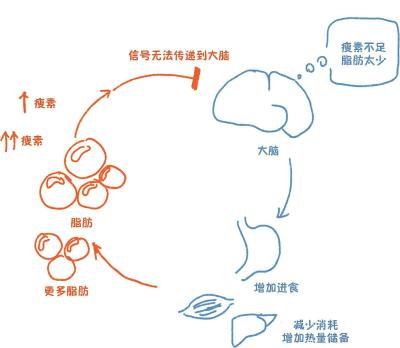 信号无法传递到大脑
瘦素不足
脂肪太少
瘦素
瘦素
大脑
脂肪
更多脂肪
增加进食
减少消耗
增加热量储备